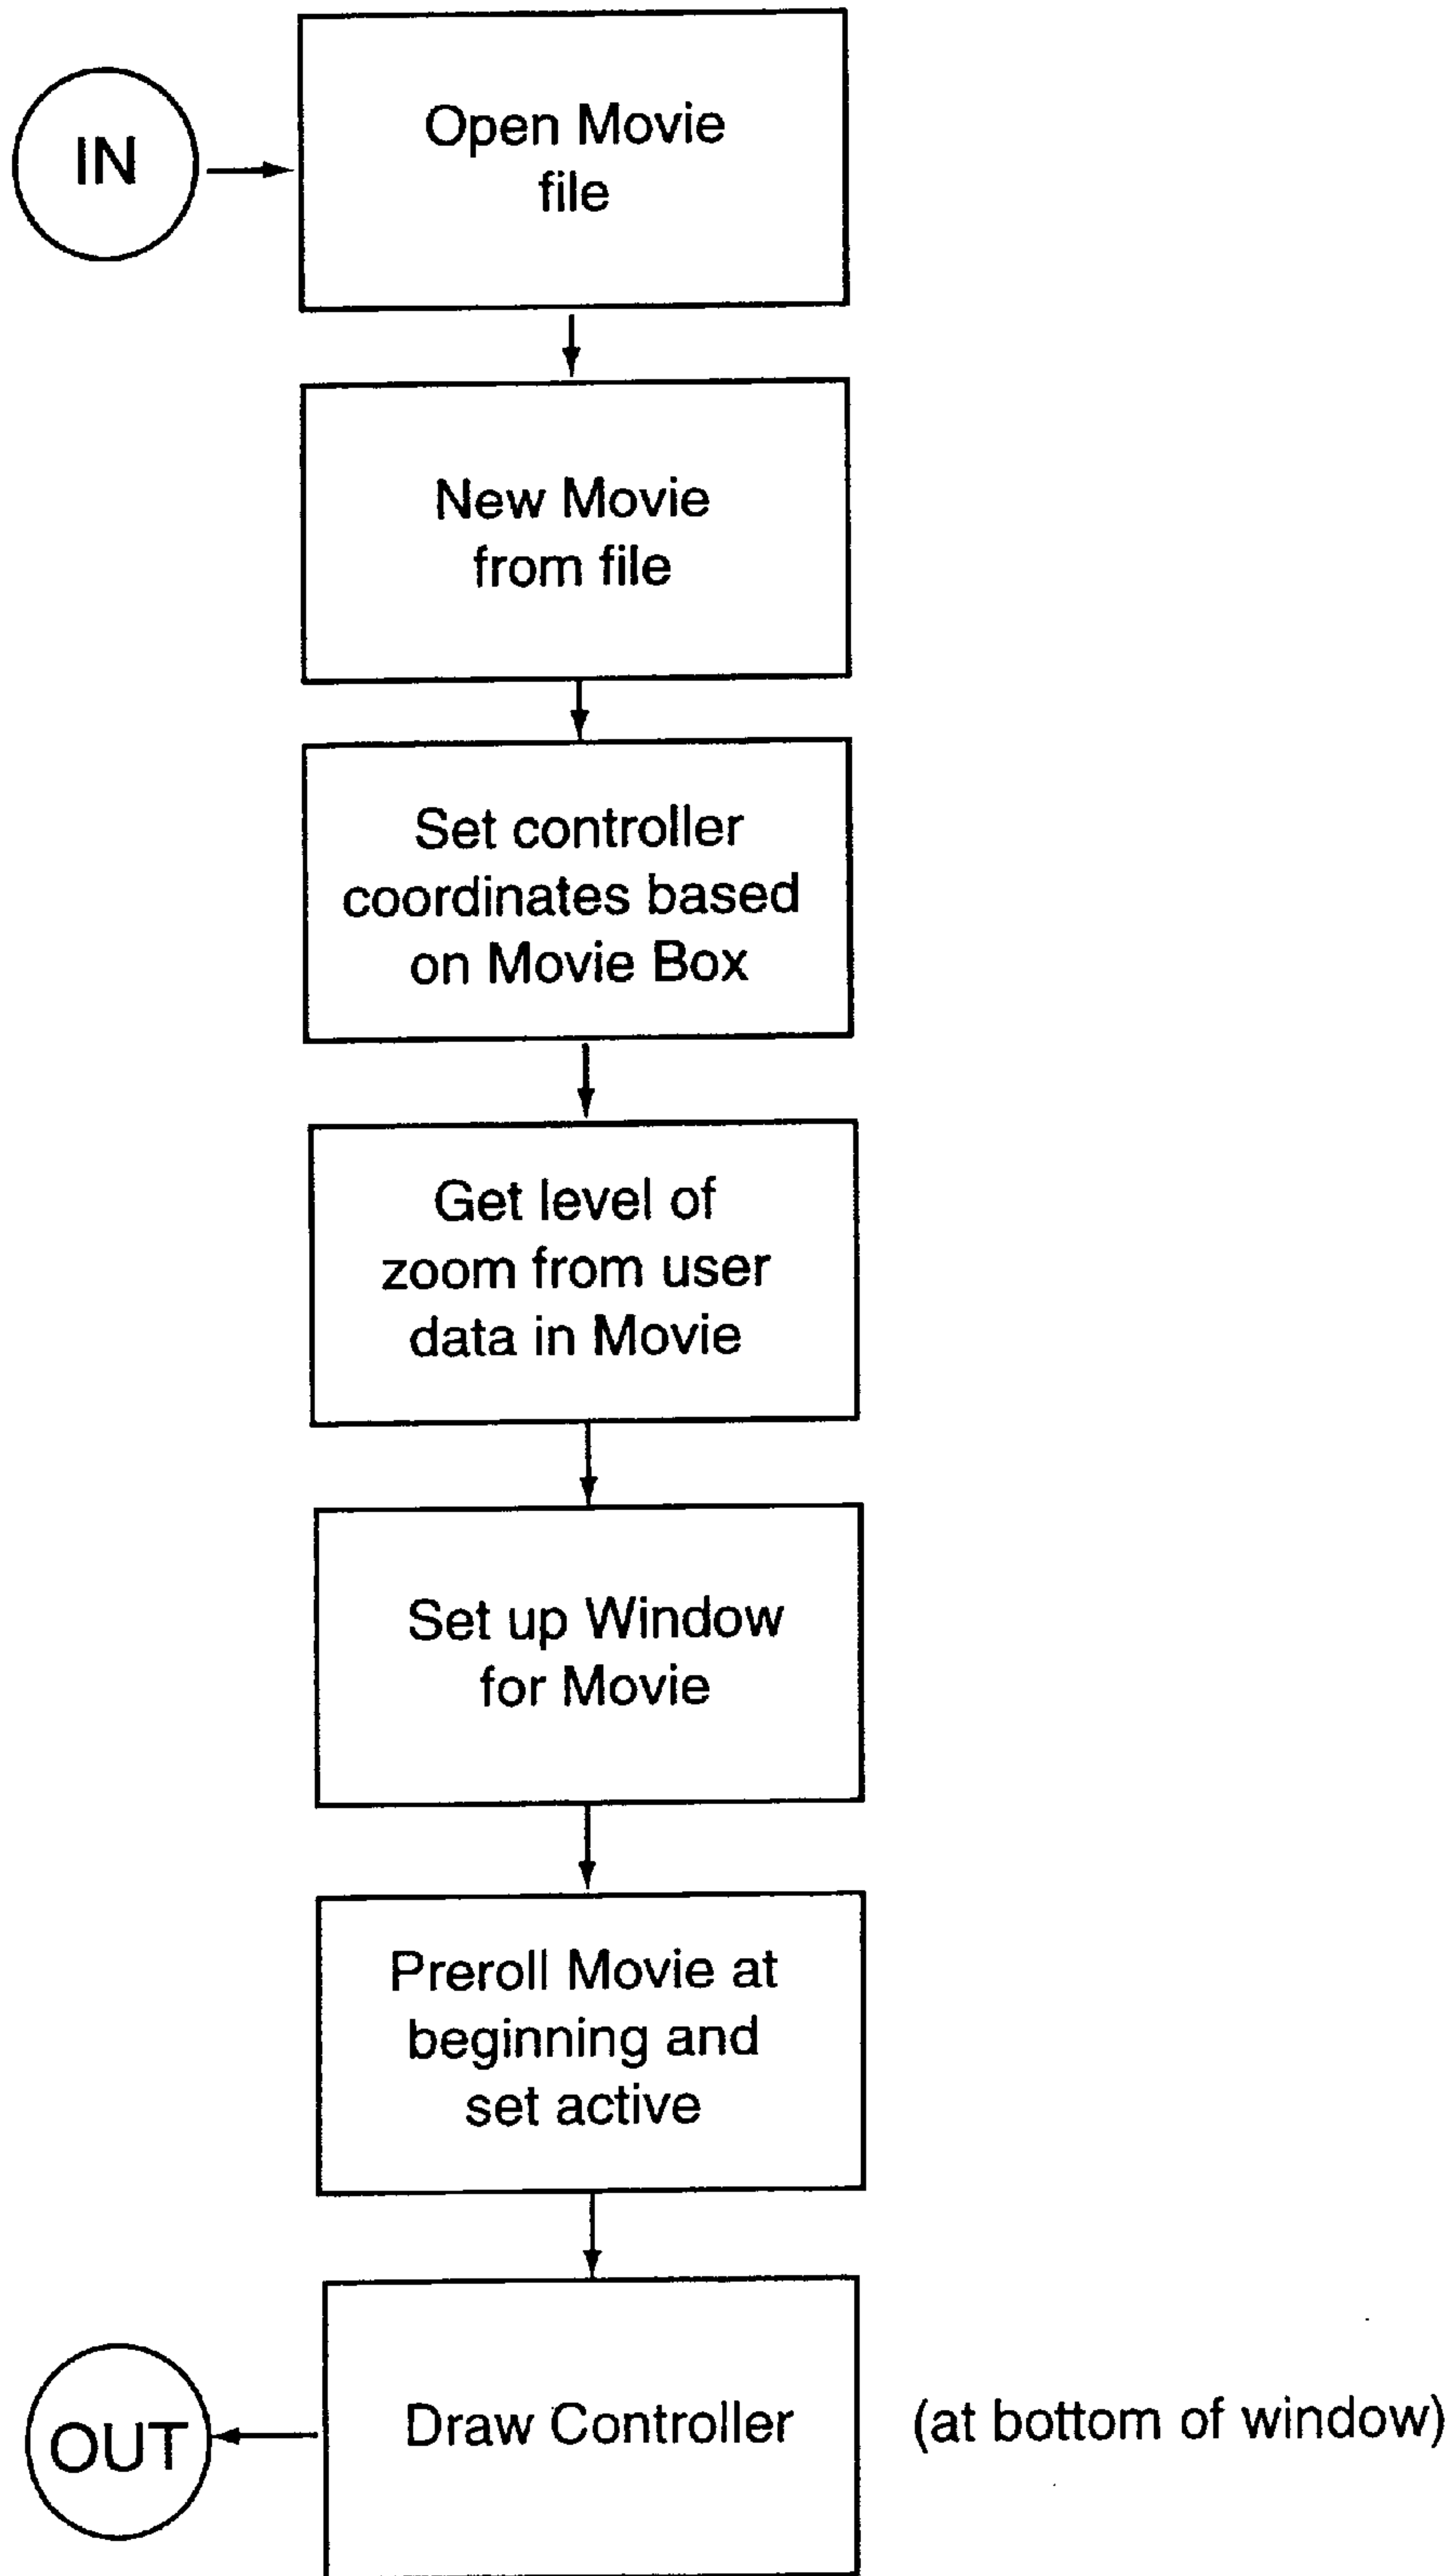 IN
Open Movie
file
New Movie
from file
Set controller
coordinates based
on Movie Box
Get level of
zoom from user
data in Movie
Set up Window
for Movie
Preroll Movie at
beginning and
set active
OUT
Draw Controller
(at bottom of window)